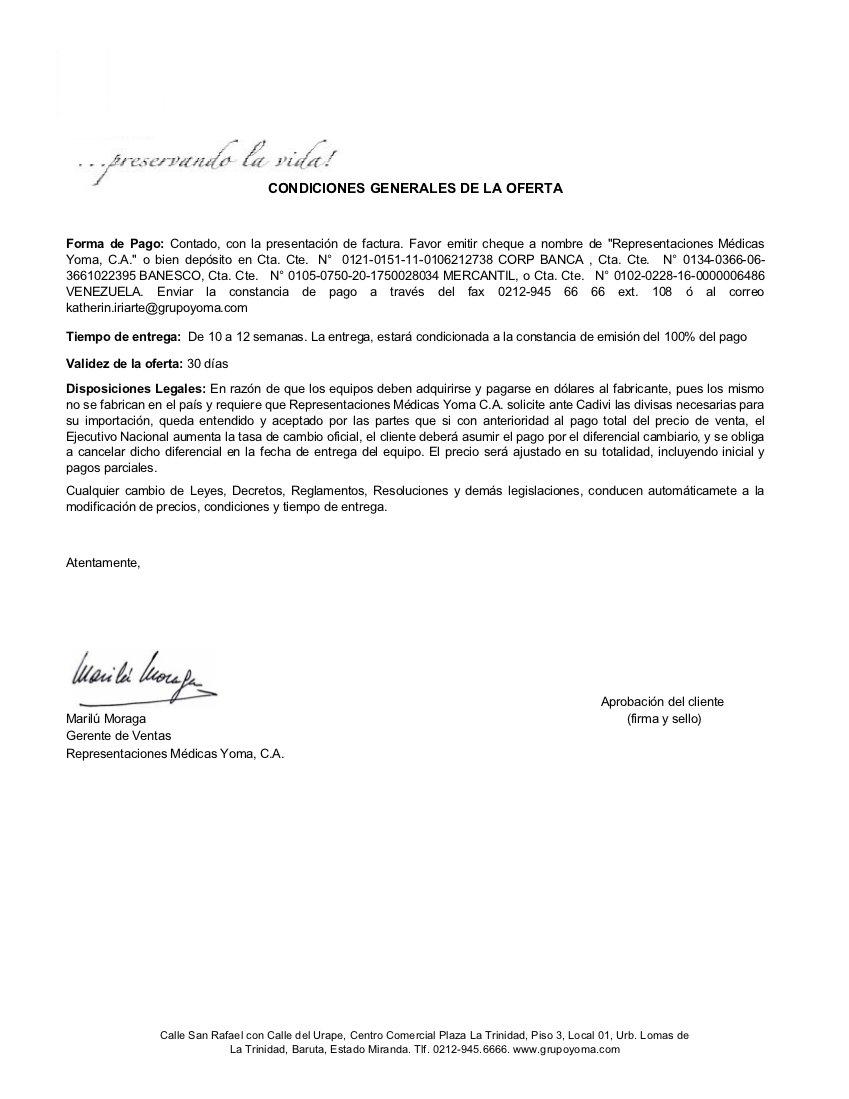 ...preservando la vida!
CONDICIONES GENERALES DE LA OFERTA
Forma de Pago: Contado, con la presentación de factura. Favor emitir cheque a nombre de "Representaciones Médicas
Yoma, C.A." o bien depósito en Cta. Cte. N° 0121-0151-11-0106212738 CORP BANCA , Cta. Cte. N° 0134-0366-06-
3661022395 BANESCO, Cta. Cte. N° 0105-0750-20-1750028034 MERCANTIL, o Cta. Cte. N° 0102-0228-16-0000006486
VENEZUELA. Enviar la constancia de pago a través del fax 0212-945 66 66 ext. 108 ó al correo
katherin.iriarte@grupoyoma.com
Tiempo de entrega: De 10 a 12 semanas. La entrega, estará condicionada a la constancia de emisión del 100% del pago
Validez de la oferta: 30 días
Disposiciones Legales: En razón de que los equipos deben adquirirse y pagarse en dólares al fabricante, pues los mismo
no se fabrican en el país y requiere que Representaciones Médicas Yoma C.A. solicite ante Cadivi las divisas necesarias para
su importación, queda entendido y aceptado por las partes que si con anterioridad al pago total del precio de venta, el
Ejecutivo Nacional aumenta la tasa de cambio oficial, el cliente deberá asumir el pago por el diferencial cambiario, y se obliga
a cancelar dicho diferencial en la fecha de entrega del equipo. El precio será ajustado en su totalidad, incluyendo inicial y
pagos parciales.
Cualquier cambio de Leyes, Decretos, Reglamentos, Resoluciones y demás legislaciones, conducen automáticamete a la
modificación de precios, condiciones y tiempo de entrega.
Atentamente,
Marilú Moraga
Aprobación del cliente
Marilú Moraga
(firma y sello)
Gerente de Ventas
Representaciones Médicas Yoma, C.A.
Calle San Rafael con Calle del Urape, Centro Comercial Plaza La Trinidad, Piso 3, Local 01, Urb. Lomas de
La Trinidad, Baruta, Estado Miranda. Tlf. 0212-945.6666. www.grupoyoma.com